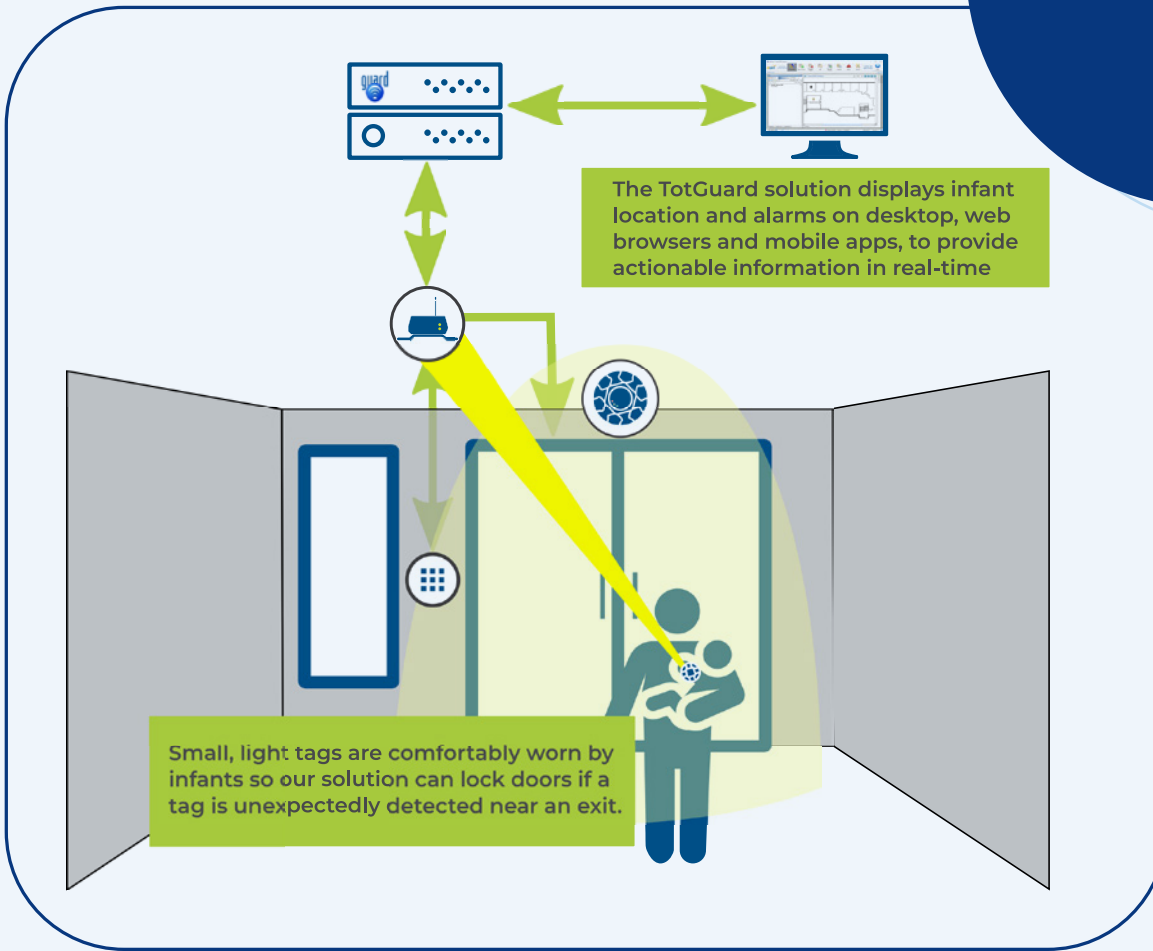 guard
The TotGuard solution displays infant
location and alarms on desktop, web
browsers and mobile apps, to provide
actionable information in real-time
Small, light tags are comfortably worn by
infants so our solution can lock doors if a
tag is unexpectedly detected near an exit.